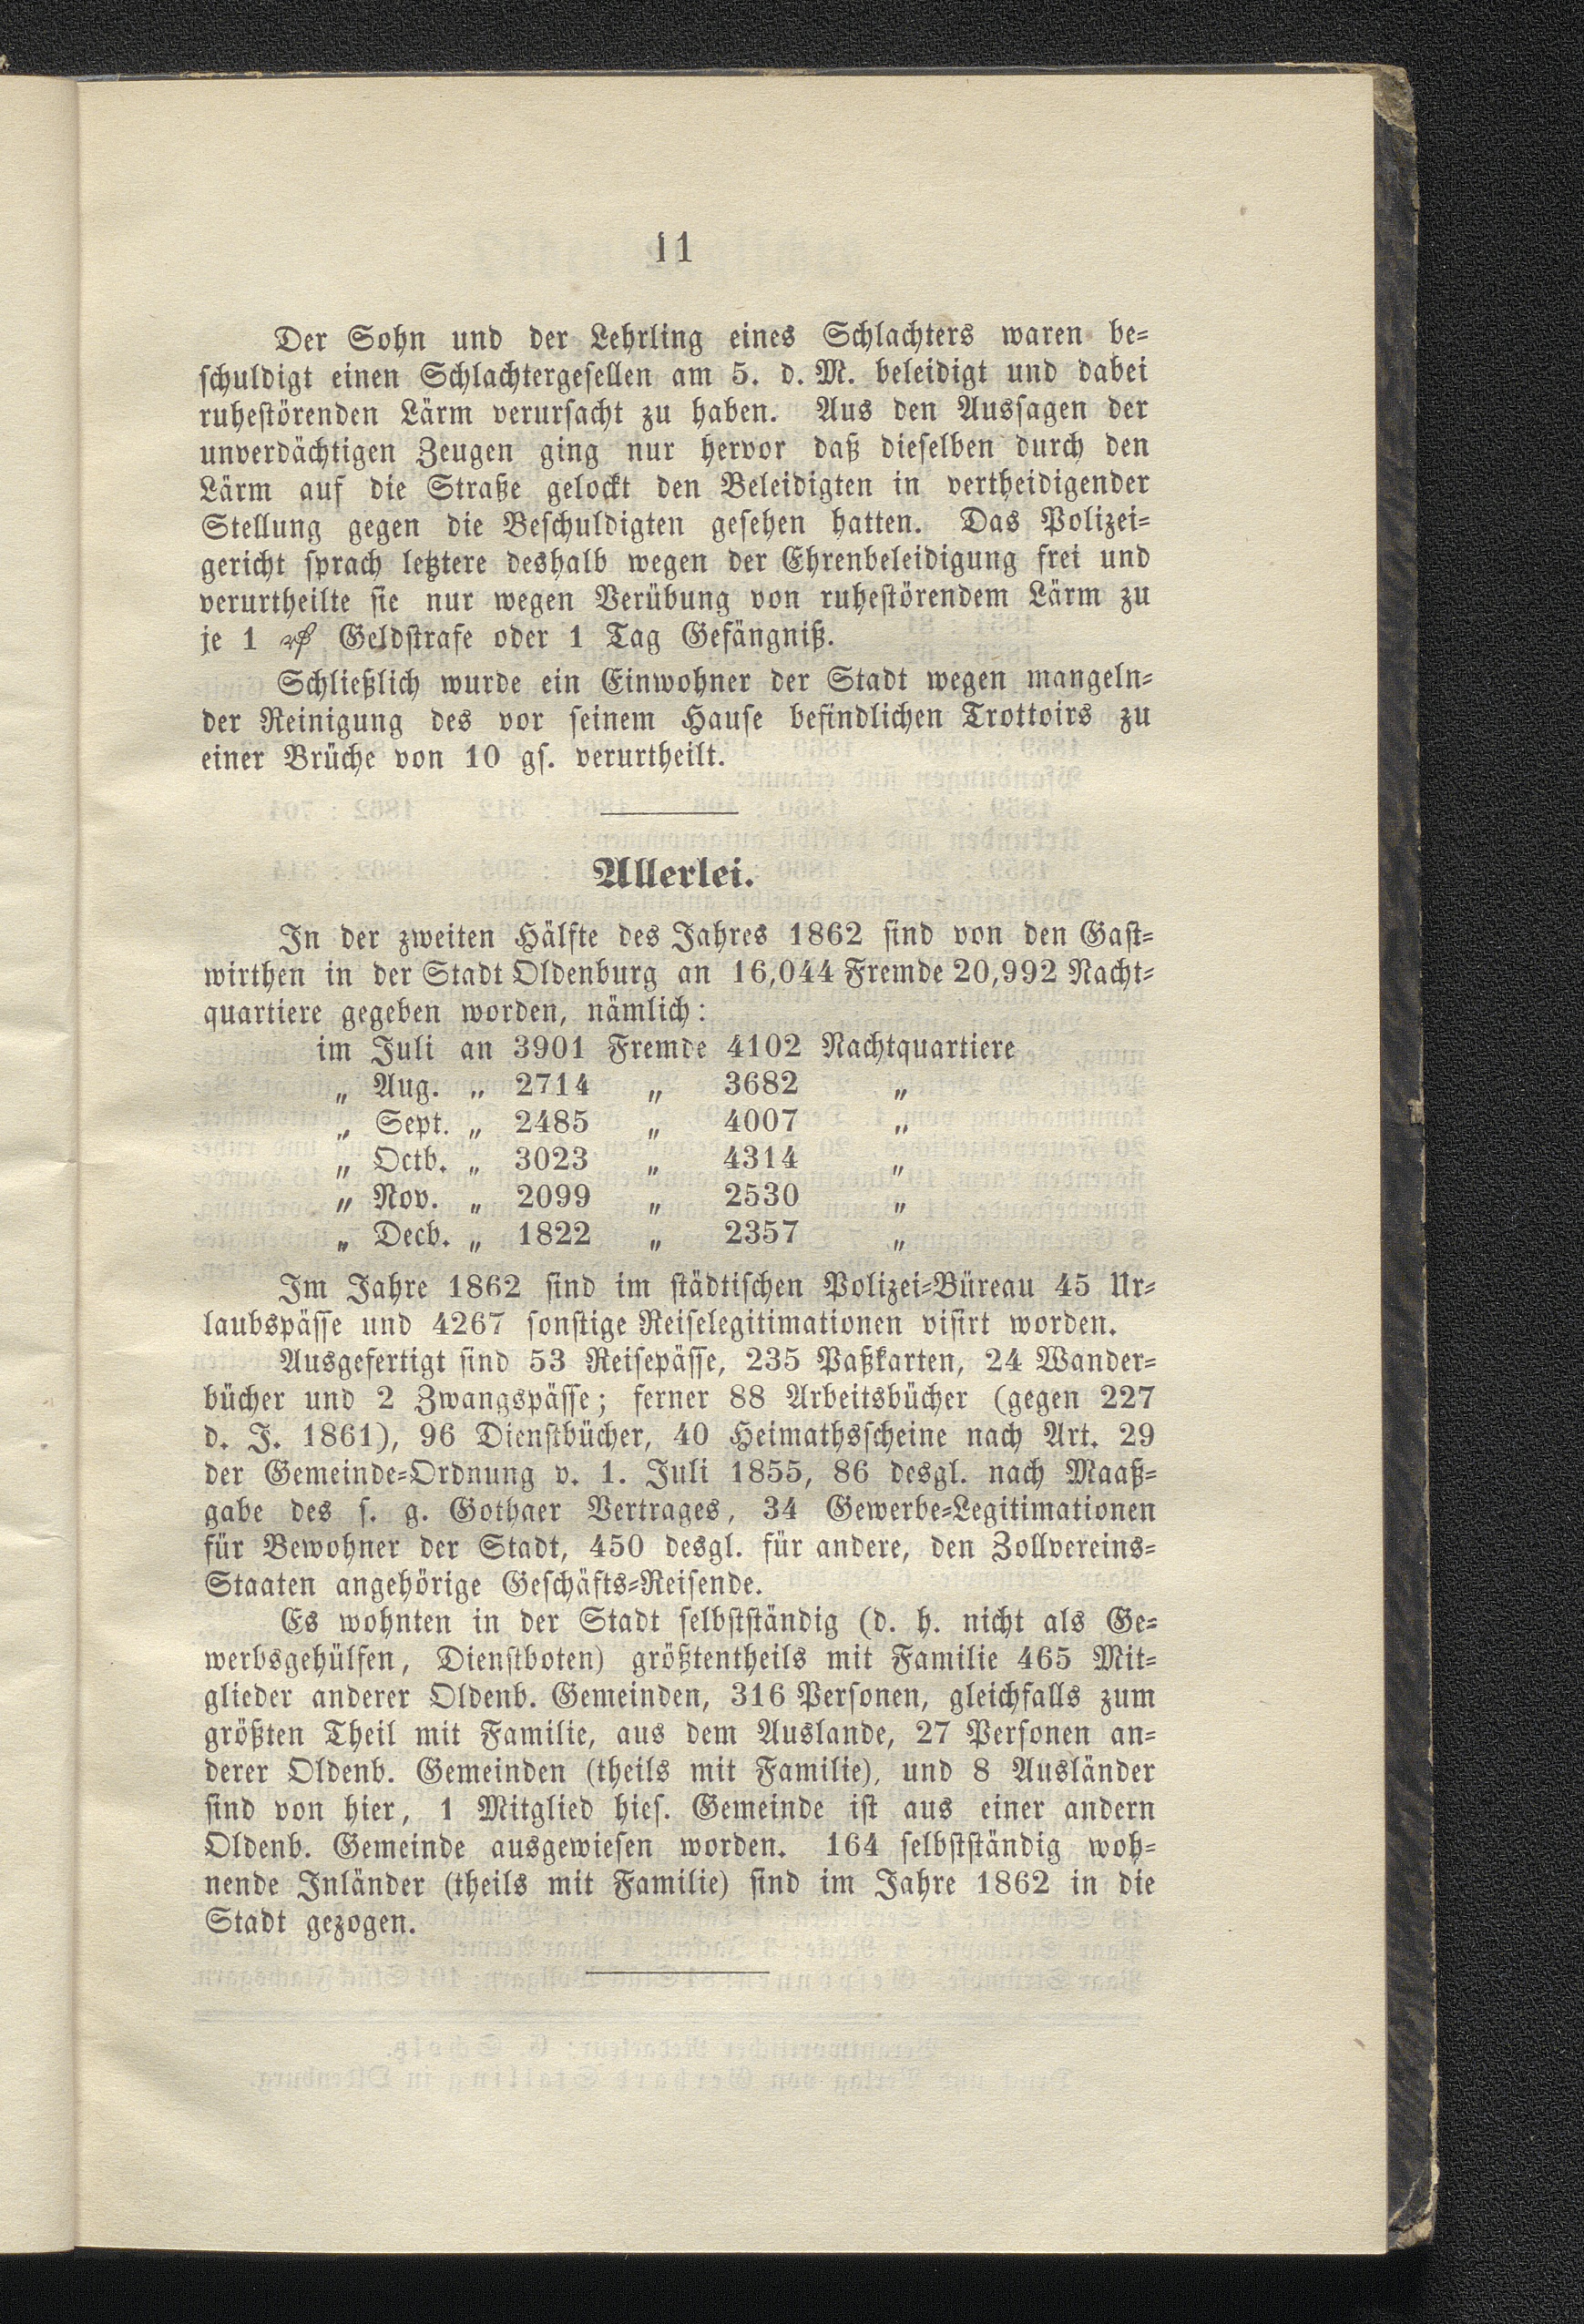 11
Der Sohn und der Lehrling eines Schlachters waren be-
schuldigt einen Schlachtergesellen am 5. d. M. beleidigt und dabei
ruhestörenden Lärm verursacht zu haben. Aus den Aussagen der
unverdächtigen Zeugen ging nur hervor daß dieselben durch den
Lärm auf die Straße gelockt den Beleidigten in vertheidigender
Stellung gegen die Beschuldigten gesehen hatten. Das Polizei-
gericht sprach letztere deshalb wegen der Ehrenbeleidigung frei und
verurtheilte sie nur wegen Verübung von ruhestörendem Lärm zu
je 1 ₰ Geldstrafe oder 1 Tag Gefängniß.
Schließlich wurde ein Einwohner der Stadt wegen mangeln-
der Reinigung des vor seinem Hause befindlichen Trottoirs zu
einer Brüche von 10 gs. verurtheilt.
Allerlei.
In der zweiten Hälfte des Jahres 1862 sind von den Gast-
wirthen in der Stadt Oldenburg an 16,044 Fremde 20,992 Nacht-
quartiere gegeben worden, nämlich:
im Juli an 3901 Fremde 4102 Nachtquartiere
„ Aug. „ 2714 „ 3682 „
„ Sept. „ 2485 „ 4007 „
„ Octb. „ 3023 „ 4314 „
„ Nov. „ 2099 „ 2530 „
„ Decb. „ 1822 „ 2357 „
Im Jahre 1862 sind im städtischen Polizei-Büreau 45 Ur-
laubspässe und 4267 sonstige Reiselegitimationen visirt worden.
Ausgefertigt sind 53 Reisepässe, 235 Paßkarten, 24 Wander-
bücher und 2 Zwangspässe; ferner 88 Arbeitsbücher (gegen 227
d. J. 1861), 96 Dienstbücher, 40 Heimathsscheine nach Art. 29
der Gemeinde-Ordnung v. 1. Juli 1855, 86 desgl. nach Maaß-
gabe des s. g. Gothaer Vertrages, 34 Gewerbe-Legitimationen
für Bewohner der Stadt, 450 desgl. für andere, den Zollvereins-
Staaten angehörige Geschäfts-Reisende.
Es wohnten in der Stadt selbstständig (d. h. nicht als Ge-
werbsgehülfen, Dienstboten) größtentheils mit Familie 465 Mit-
glieder anderer Oldenb. Gemeinden, 316 Personen, gleichfalls zum
größten Theil mit Familie, aus dem Auslande, 27 Personen an-
derer Oldenb. Gemeinden (theils mit Familie), und 8 Ausländer
sind von hier, 1 Mitglied hies. Gemeinde ist aus einer andern
Oldenb. Gemeinde ausgewiesen worden. 164 selbstständig woh-
nende Inländer (theils mit Familie) sind im Jahre 1862 in die
Stadt gezogen.